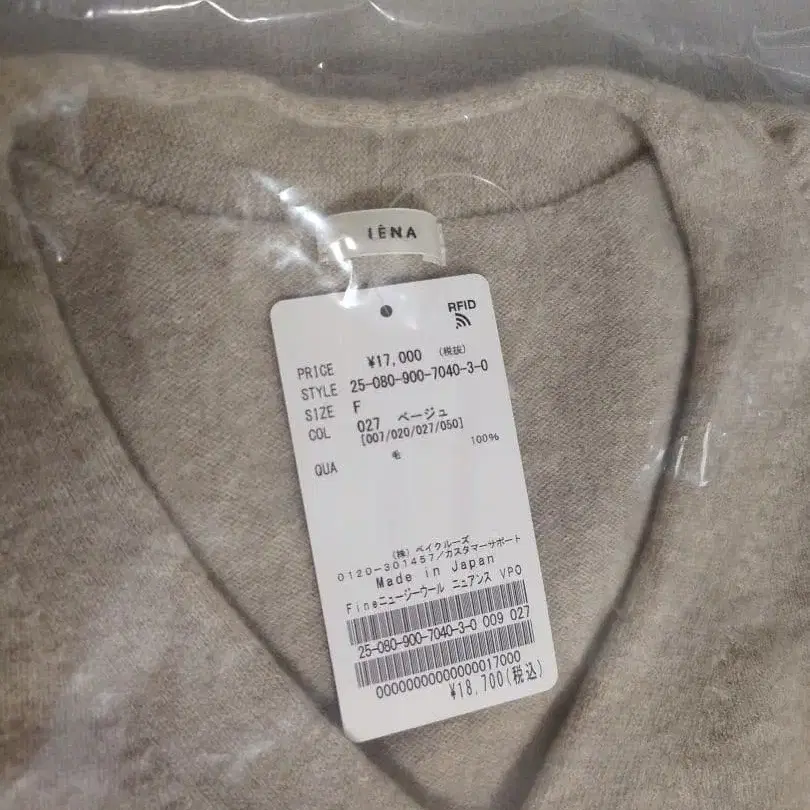 IÉNA
RFID
PRICE ¥17,000 (税抜)
STYLE 25-080-900-7040-3-0
SIZE F
COL 027 ベージュ
[007/020/027/050]
QUA 毛 100%
(株) ベイクルーズ
0120-301457/カスタマーサポート
Made in Japan
Fineニュージーウール ニュアンス VPO
25-080-900-7040-3-0 009 027
00000000000000017000
¥18,700(税込)